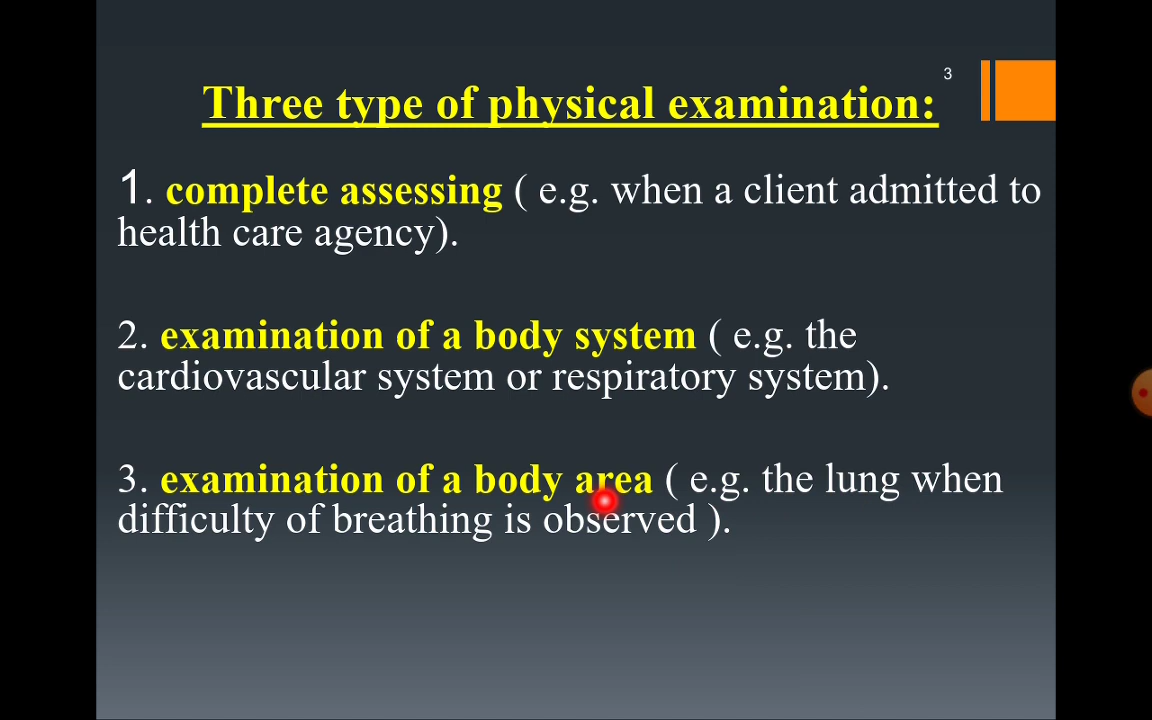 3
Three type of physical examination:
1. complete assessing ( e.g. when a client admitted to
health care agency).
2. examination of a body system ( e.g. the
cardiovascular system or respiratory system).
3. examination of a body area ( e.g. the lung when
difficulty of breathing is observed ).